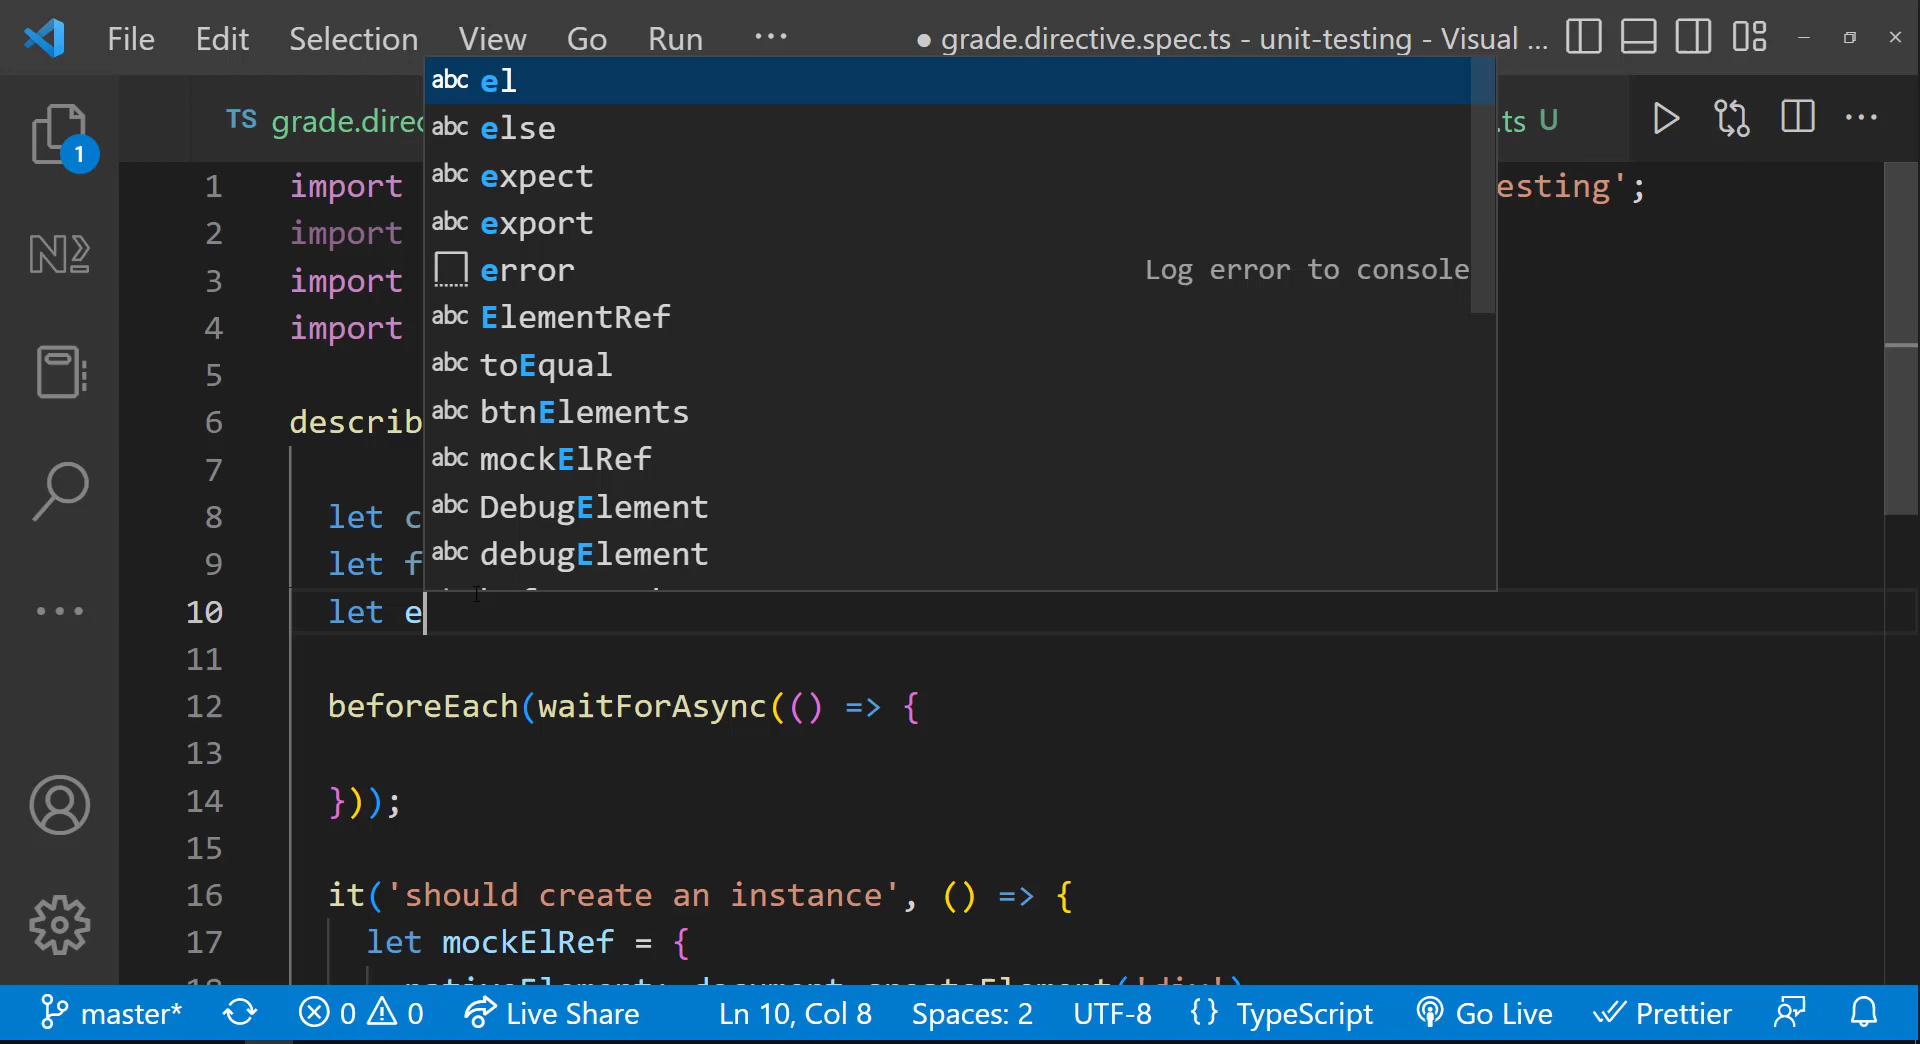 File Edit Selection View Go Run ··· ● grade.directive.spec.ts - unit-testing - Visual ...
TS grade.direc .ts U ···
1
abc el
abc else
abc expect
abc export
error Log error to console
abc ElementRef
abc toEqual
abc btnElements
abc mockElRef
abc DebugElement
abc debugElement
1 import esting';
2 import
3 import
4 import
5
6 describ
7
8 let c
9 let f
10 let e
11
12 beforeEach(waitForAsync(() => {
13
14 }));
15
16 it('should create an instance', () => {
17 let mockElRef = {
18 nativeElement: document.createElement('div')
master* 0 0 Live Share Ln 10, Col 8 Spaces: 2 UTF-8 {} TypeScript Go Live Prettier